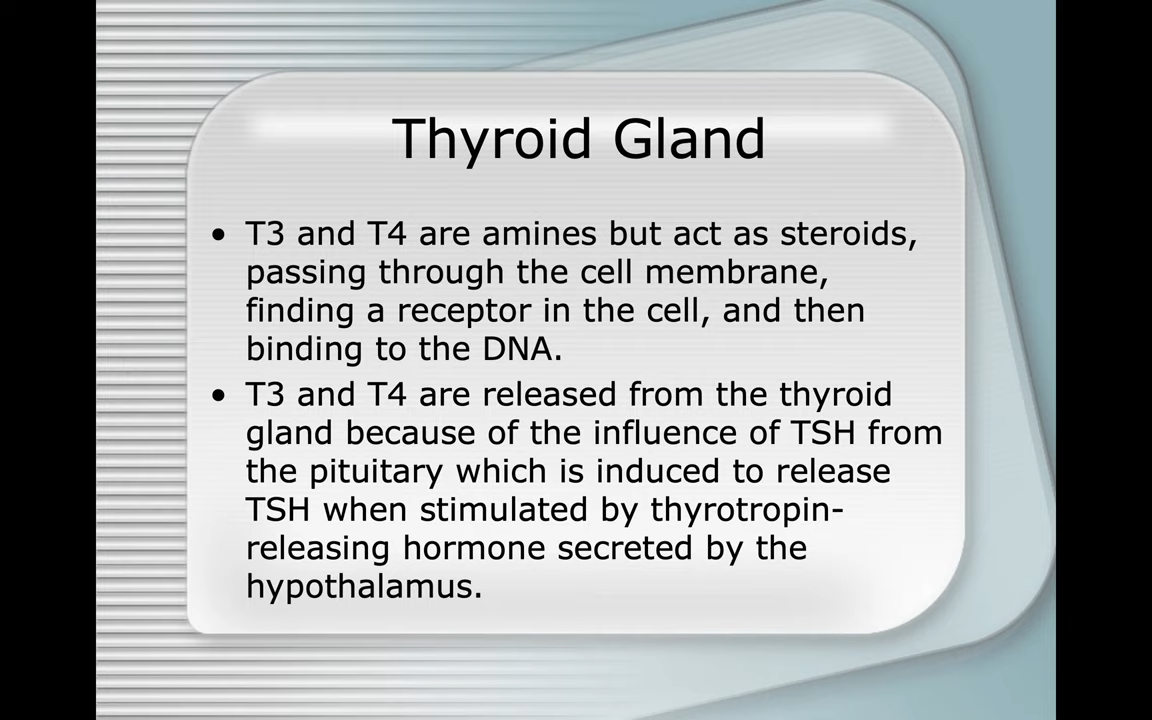 Thyroid Gland
• T3 and T4 are amines but act as steroids,
passing through the cell membrane,
finding a receptor in the cell, and then
binding to the DNA.
• T3 and T4 are released from the thyroid
gland because of the influence of TSH from
the pituitary which is induced to release
TSH when stimulated by thyrotropin-
releasing hormone secreted by the
hypothalamus.